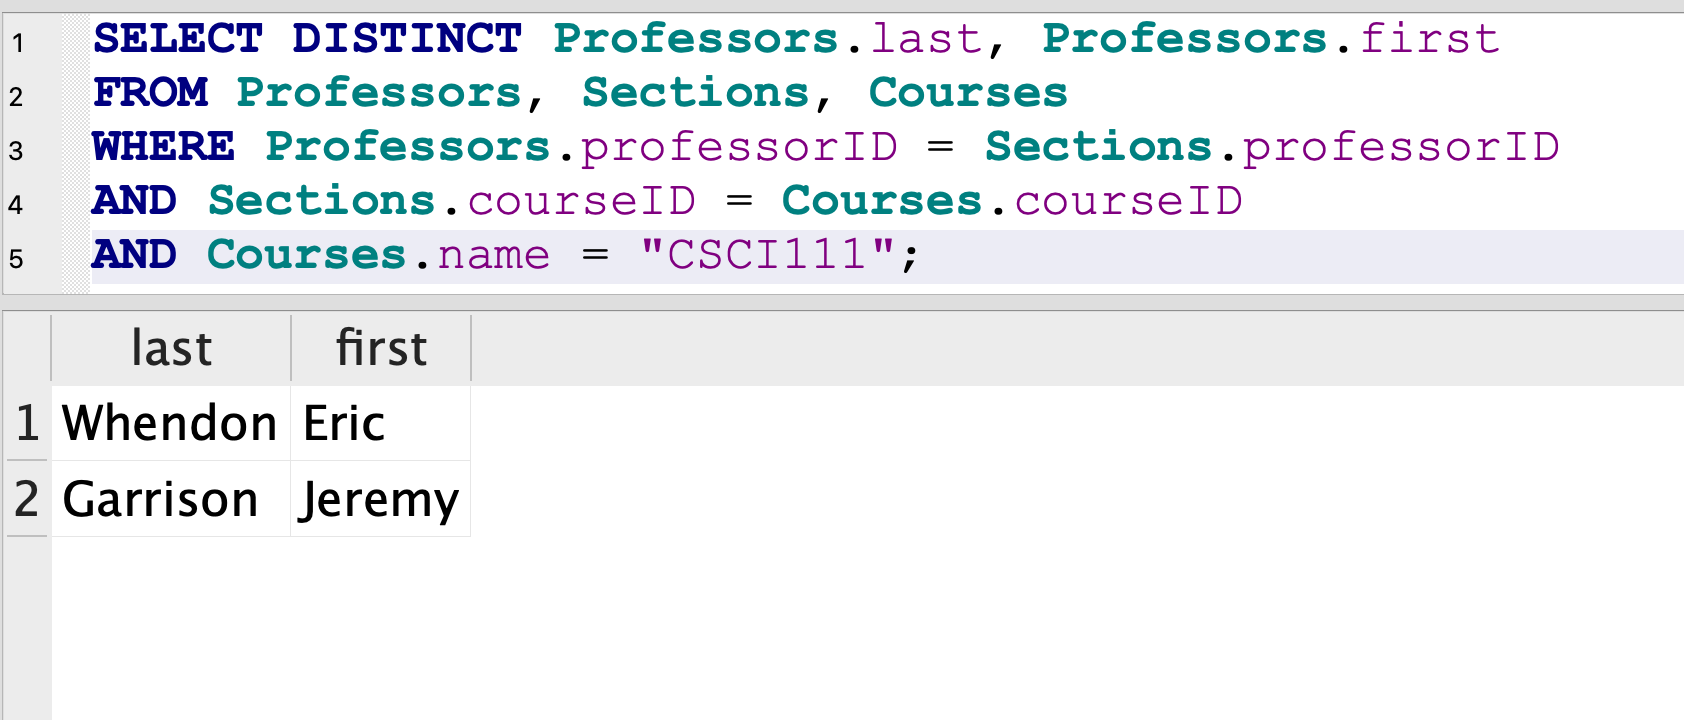 1 SELECT DISTINCT Professors.last, Professors.first
2 FROM Professors, Sections, Courses
3 WHERE Professors.professorID = Sections.professorID
4 AND Sections.courseID = Courses.courseID
5 AND Courses.name = "CSCI111";
last first
1 Whendon Eric
2 Garrison Jeremy